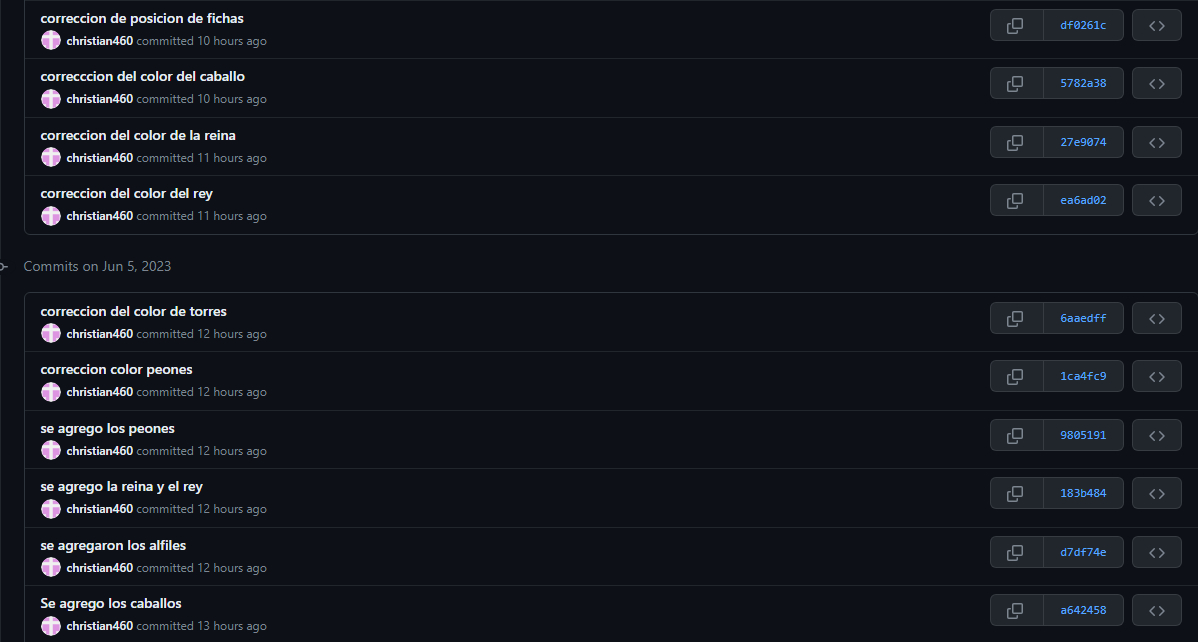 correccion de posicion de fichas
christian460 committed 10 hours ago
df0261c
correcccion del color del caballo
christian460 committed 10 hours ago
5782a38
correccion del color de la reina
christian460 committed 11 hours ago
27e9074
correccion del color del rey
christian460 committed 11 hours ago
ea6ad02
Commits on Jun 5, 2023
correccion del color de torres
christian460 committed 12 hours ago
6aaedff
correccion color peones
christian460 committed 12 hours ago
1ca4fc9
se agrego los peones
christian460 committed 12 hours ago
9805191
se agrego la reina y el rey
christian460 committed 12 hours ago
183b484
se agregaron los alfiles
christian460 committed 12 hours ago
d7df74e
Se agrego los caballos
christian460 committed 13 hours ago
a642458